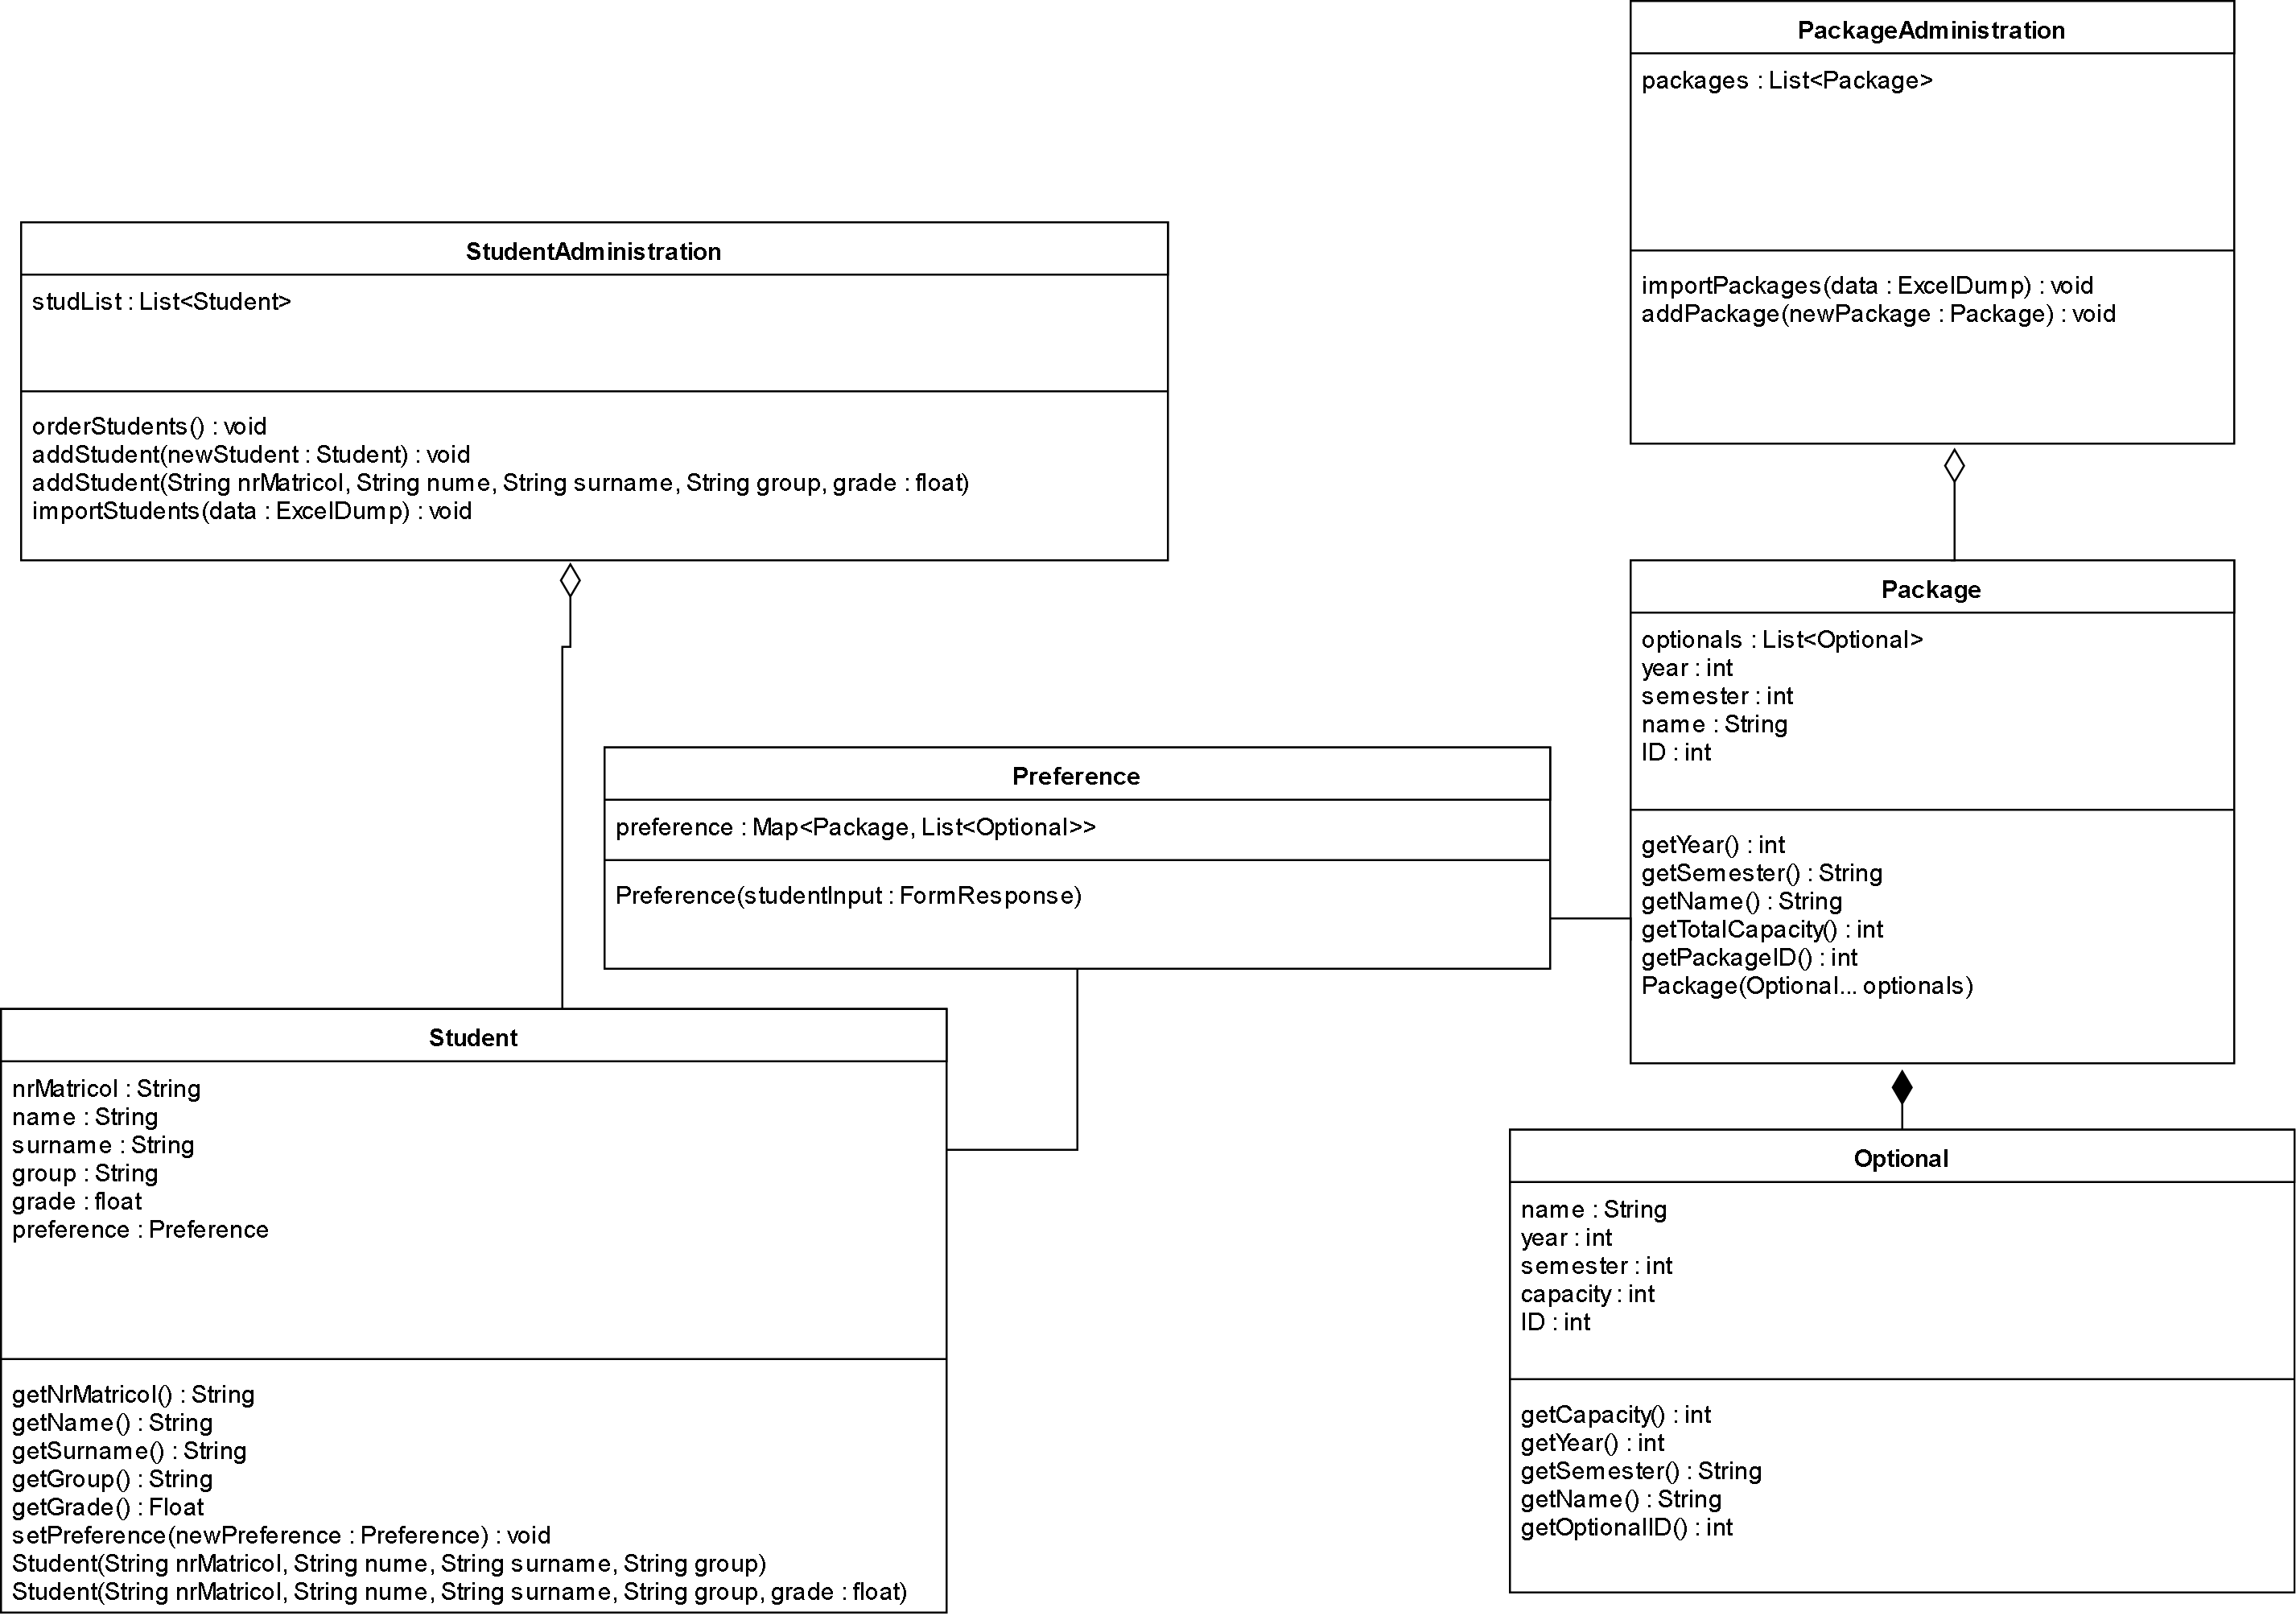 PackageAdministration
packages : List<Package>
importPackages(data : ExcelDump) : void
addPackage(newPackage : Package) : void
StudentAdministration
studList : List<Student>
orderStudents() : void
addStudent(newStudent : Student) : void
addStudent(String nrMatricol, String nume, String surname, String group, grade : float)
importStudents(data : ExcelDump) : void
Package
optionals : List<Optional>
year : int
semester : int
name : String
ID : int
getYear() : int
getSemester() : String
getName() : String
getTotalCapacity() : int
getPackageID() : int
Package(Optional... optionals)
Preference
preference : Map<Package, List<Optional>>
Preference(studentInput : FormResponse)
Student
nrMatricol : String
name : String
surname : String
group : String
grade : float
preference : Preference
getNrMatricol() : String
getName() : String
getSurname() : String
getGroup() : String
getGrade() : Float
setPreference(newPreference : Preference) : void
Student(String nrMatricol, String nume, String surname, String group)
Student(String nrMatricol, String nume, String surname, String group, grade : float)
Optional
name : String
year : int
semester : int
capacity : int
ID : int
getCapacity() : int
getYear() : int
getSemester() : String
getName() : String
getOptionalID() : int